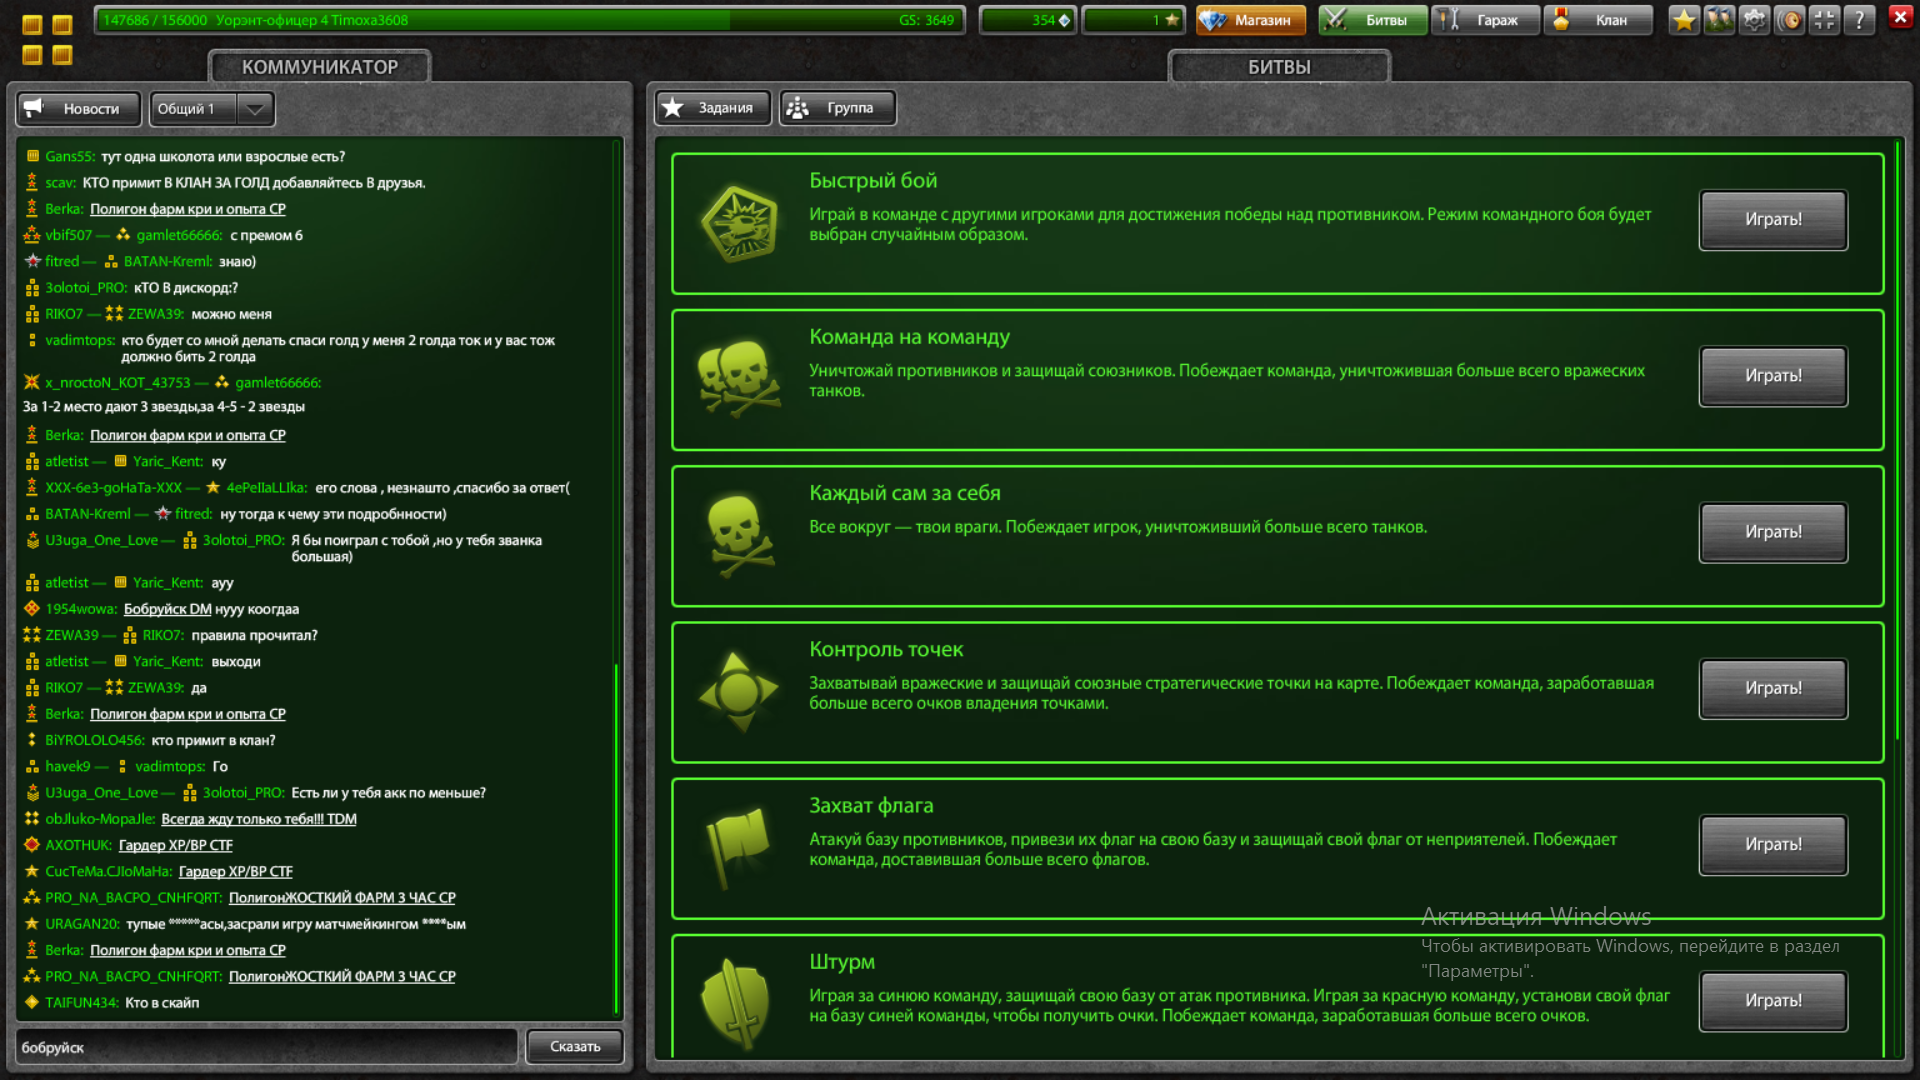 147686 / 156000 Уорэнт-офицер 4 Timoxa3608
GS: 3649
354
1
Магазин
Битвы
Гараж
Клан
?
КОММУНИКАТОР
БИТВЫ
Новости
Общий 1
Задания
Группа
Gans55: тут одна школота или взрослые есть?
scav: КТО примит В КЛАН ЗА ГОЛД добавляйтесь В друзья.
Berka: Полигон фарм кри и опыта CP
vbif507 — gamlet66666: с премом 6
fitred — BATAN-Kreml: знаю)
3olotoi_PRO: кТО В дискорд:?
RIKO7 — ZEWA39: можно меня
vadimtops: кто будет со мной делать спаси голд у меня 2 голда ток и у вас тож
должно бить 2 голда
x_nroctoN_KOT_43753 — gamlet66666:
За 1-2 место дают 3 звезды,за 4-5 - 2 звезды
Berka: Полигон фарм кри и опыта CP
atletist — Yaric_Kent: ку
XXX-6e3-goHaTa-XXX — 4ePeIIaLLIka: его слова , незнашто ,спасибо за ответ(
BATAN-Kreml — fitred: ну тогда к чему эти подробнности)
U3uga_One_Love — 3olotoi_PRO: Я бы поиграл с тобой ,но у тебя званка
большая)
atletist — Yaric_Kent: ауу
1954wowa: Бобруйск DM нууу коогдаа
ZEWA39 — RIKO7: правила прочитал?
atletist — Yaric_Kent: выходи
RIKO7 — ZEWA39: да
Berka: Полигон фарм кри и опыта CP
BiYROLOLO456: кто примит в клан?
havek9 — vadimtops: Го
U3uga_One_Love — 3olotoi_PRO: Есть ли у тебя акк по меньше?
obJluko-MopaJle: Всегда жду только тебя!!! TDM
AXOTHUK: Гардер XP/BP CTF
CucTeMa.CJIoMaHa: Гардер XP/BP CTF
PRO_NA_BACPO_CNHFQRT: ПолигонЖОСТКИЙ ФАРМ 3 ЧАС CP
URAGAN20: тупые *****асы,засрали игру матчмейкингом ****ым
Berka: Полигон фарм кри и опыта CP
PRO_NA_BACPO_CNHFQRT: ПолигонЖОСТКИЙ ФАРМ 3 ЧАС CP
TAIFUN434: Кто в скайп
бобруйск
Сказать
Быстрый бой
Играй в команде с другими игроками для достижения победы над противником. Режим командного боя будет
выбран случайным образом.
Играть!
Команда на команду
Уничтожай противников и защищай союзников. Побеждает команда, уничтожившая больше всего вражеских
танков.
Играть!
Каждый сам за себя
Все вокруг — твои враги. Побеждает игрок, уничтоживший больше всего танков.
Играть!
Контроль точек
Захватывай вражеские и защищай союзные стратегические точки на карте. Побеждает команда, заработавшая
больше всего очков владения точками.
Играть!
Захват флага
Атакуй базу противников, привези их флаг на свою базу и защищай свой флаг от неприятелей. Побеждает
команда, доставившая больше всего флагов.
Играть!
Активация Windows
Чтобы активировать Windows, перейдите в раздел
"Параметры".
Штурм
Играя за синюю команду, защищай свою базу от атак противника. Играя за красную команду, установи свой флаг
на базу синей команды, чтобы получить очки. Побеждает команда, заработавшая больше всего очков.
Играть!